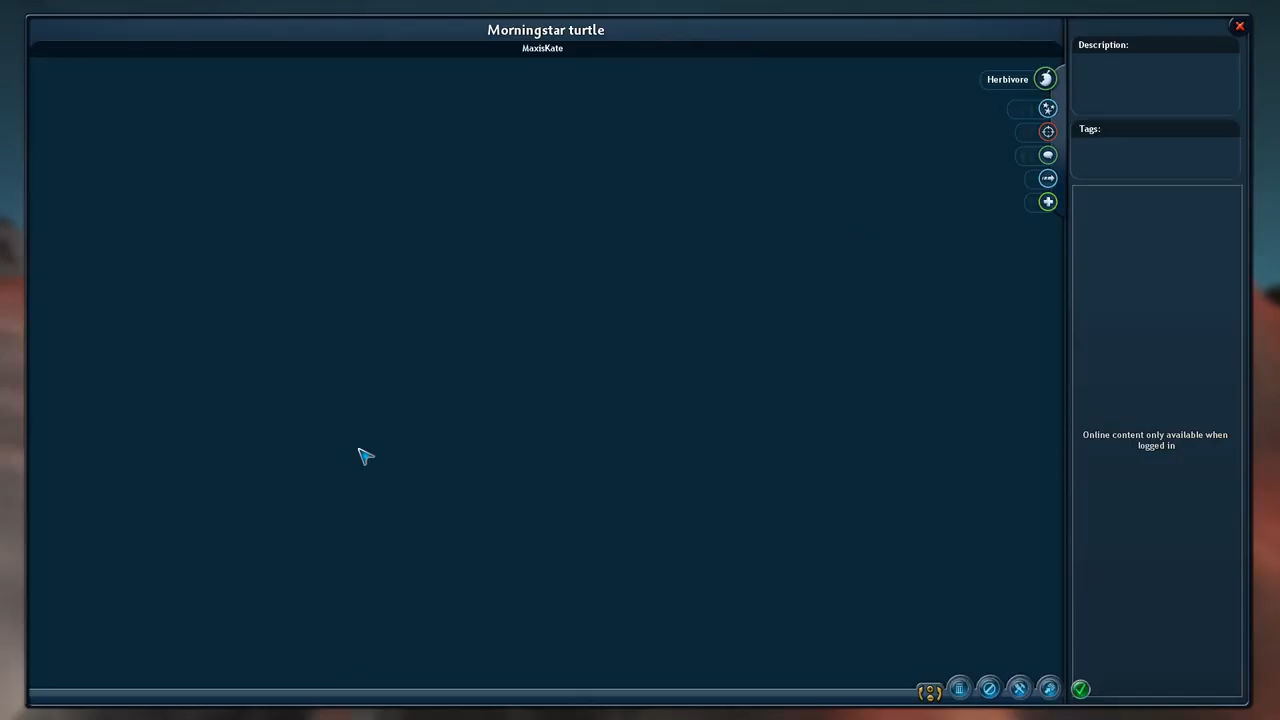 Morningstar turtle
MaxisKate
Herbivore
Description:
Tags:
Online content only available when
logged in